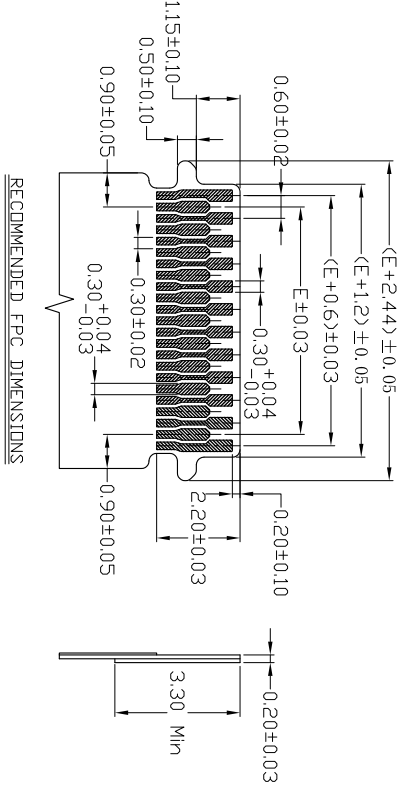 (E+2.44)±0.05
(E+1.2)±0.05
(E+0.6)±0.03
E±0.03
0.60±0.02
1.15±0.10
0.50±0.10
0.90±0.05
0.30 +0.04 -0.03
0.20±0.10
2.20±0.03
0.90±0.05
0.30±0.02
0.30 +0.04 -0.03
0.20±0.03
3.30 Min
RECOMMENDED FPC DIMENSIONS